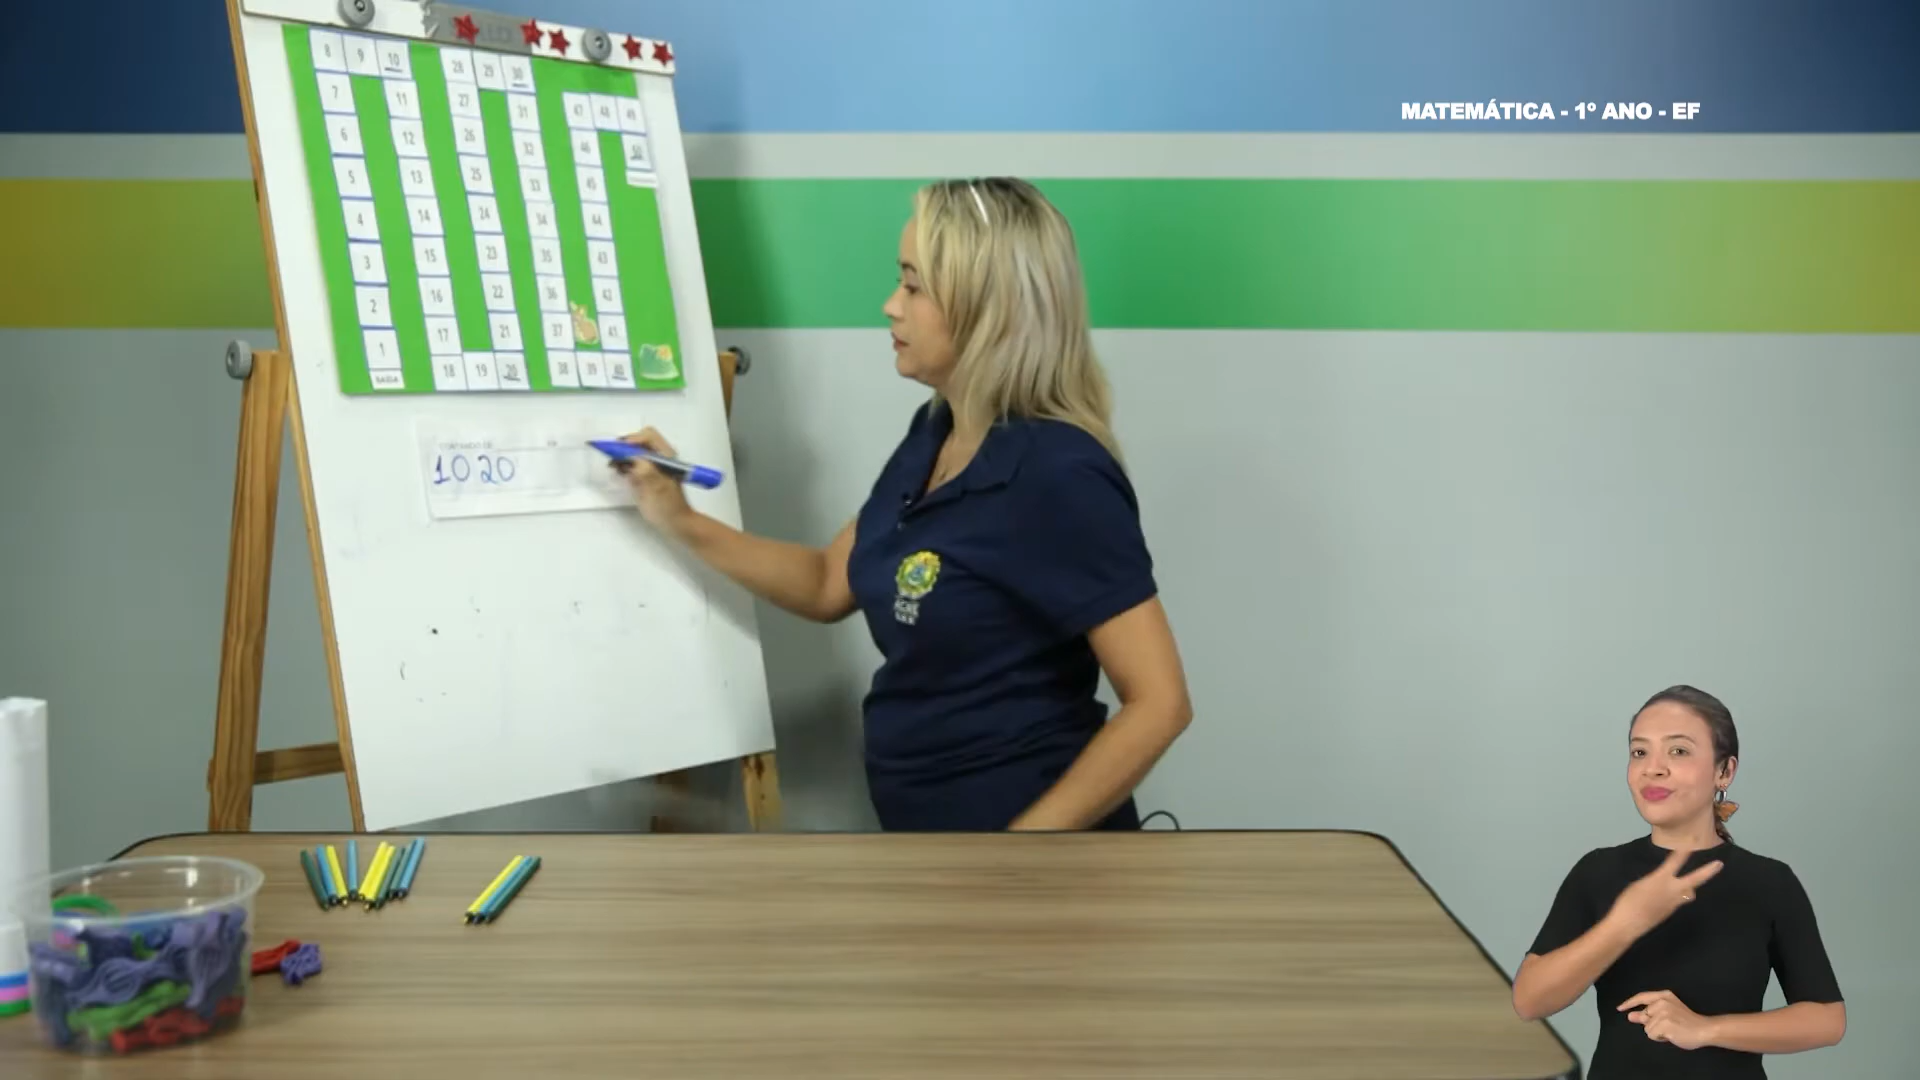 MATEMÁTICA - 1º ANO - EF
8 9 10 28 29 30
7 11 27 31 47 48 49
6 12 26 32 46 50
5 13 25 33 45
4 14 24 34 44
3 15 23 35 43
2 16 22 36 42
1 17 21 37 41
SAÍDA 18 19 20 38 39 40
10 20
ACRE